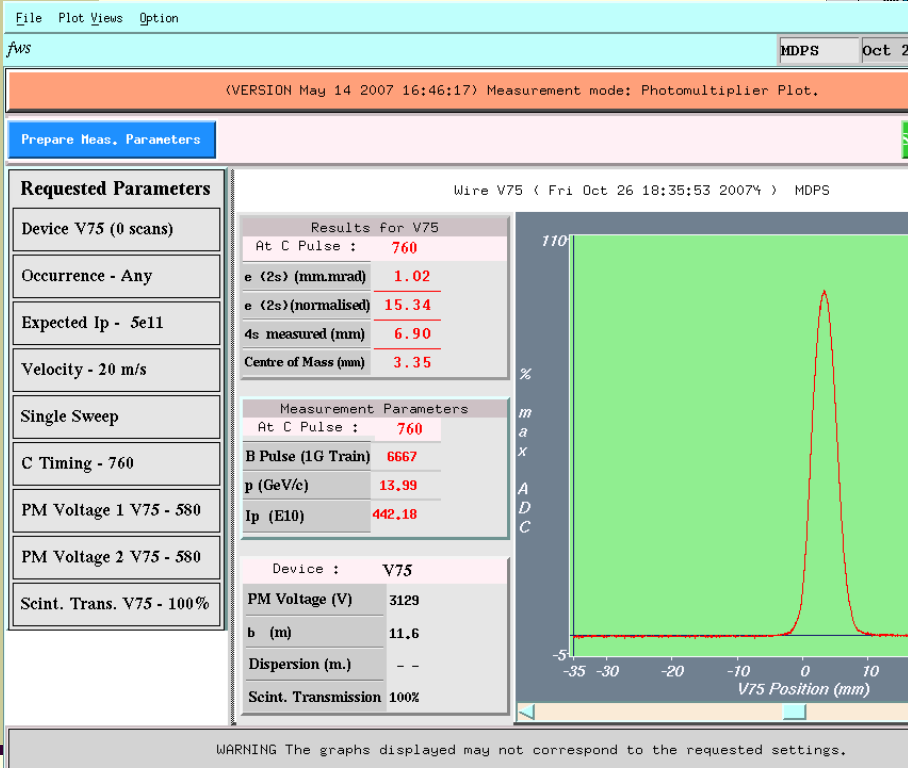 File Plot Views Option
fws
MDPS Oct 2
(VERSION May 14 2007 16:46:17) Measurement mode: Photomultiplier Plot.
Prepare Meas. Parameters
Requested Parameters
Device V75 (0 scans)
Occurrence - Any
Expected Ip - 5e11
Velocity - 20 m/s
Single Sweep
C Timing - 760
PM Voltage 1 V75 - 580
PM Voltage 2 V75 - 580
Scint. Trans. V75 - 100%
Wire V75 ( Fri Oct 26 18:35:53 2007½ ) MDPS
Results for V75
At C Pulse : 760
e (2s) (mm.mrad) 1.02
e (2s)(normalised) 15.34
4s measured (mm) 6.90
Centre of Mass (mm) 3.35
Measurement Parameters
At C Pulse : 760
B Pulse (1G Train) 6667
p (GeV/c) 13.99
Ip (E10) 442.18
Device : V75
PM Voltage (V) 3129
b (m) 11.6
Dispersion (m.) - -
Scint. Transmission 100%
110
% max ADC
-5
-35 -30 -20 -10 0 10
V75 Position (mm)
WARNING The graphs displayed may not correspond to the requested settings.